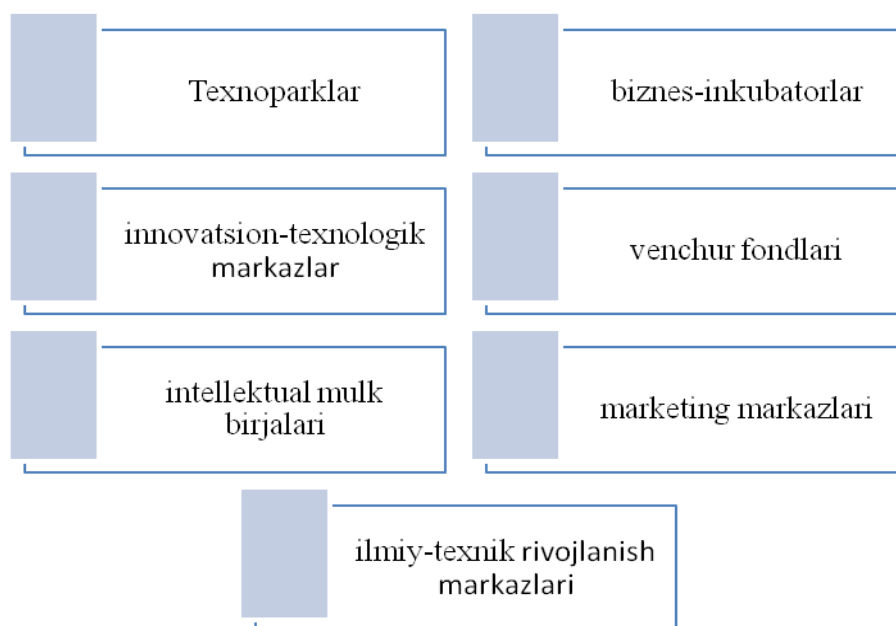 Texnoparklar
biznes-inkubatorlar
innovatsion-texnologik
markazlar
venchur fondlari
intellektual mulk
birjalari
marketing markazlari
ilmiy-texnik rivojlanish
markazlari